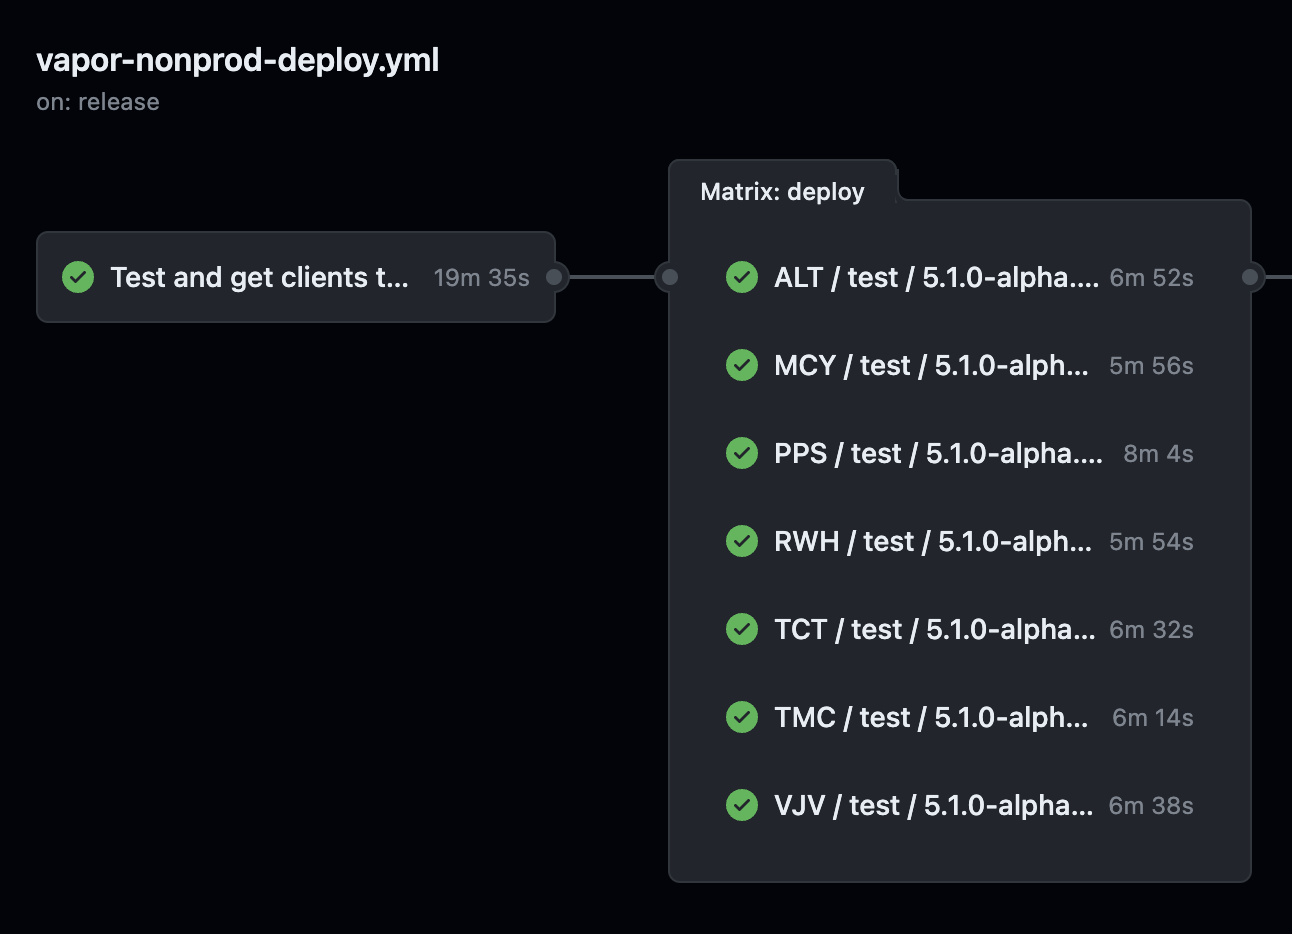 vapor-nonprod-deploy.yml
on: release
Matrix: deploy
Test and get clients t... 19m 35s
ALT / test / 5.1.0-alpha.... 6m 52s
MCY / test / 5.1.0-alph... 5m 56s
PPS / test / 5.1.0-alpha.... 8m 4s
RWH / test / 5.1.0-alph... 5m 54s
TCT / test / 5.1.0-alpha... 6m 32s
TMC / test / 5.1.0-alph... 6m 14s
VJV / test / 5.1.0-alpha... 6m 38s